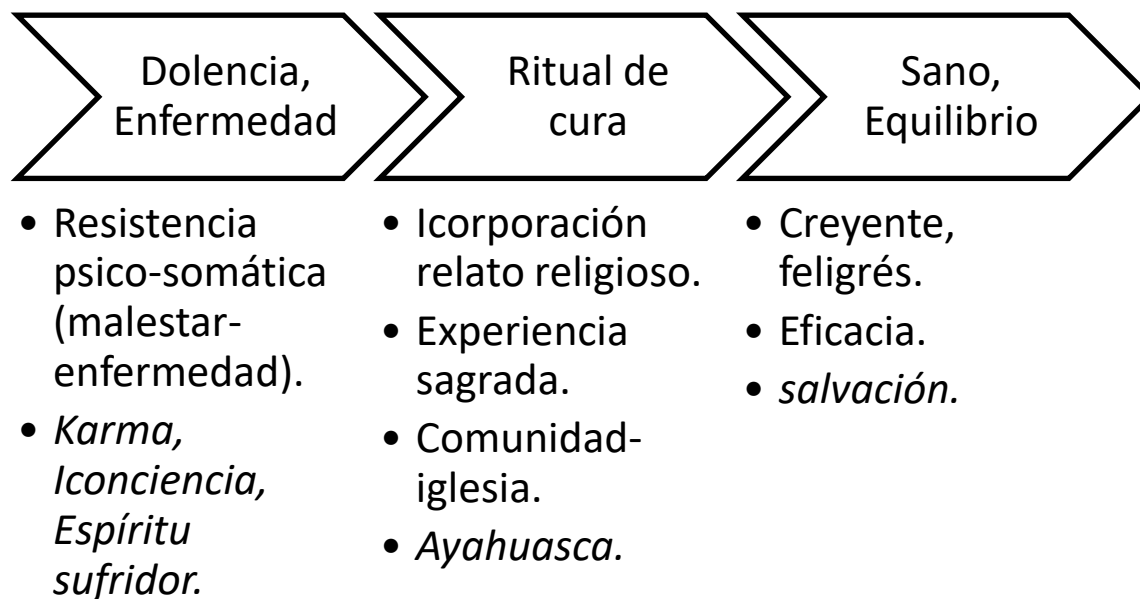 Dolencia,
Enfermedad
• Resistencia
psico-somática
(malestar-
enfermedad).
• Karma,
Iconciencia,
Espíritu
sufridor.
Ritual de
cura
• Icorporación
relato religioso.
• Experiencia
sagrada.
• Comunidad-
iglesia.
• Ayahuasca.
Sano,
Equilibrio
• Creyente,
feligrés.
• Eficacia.
• salvación.